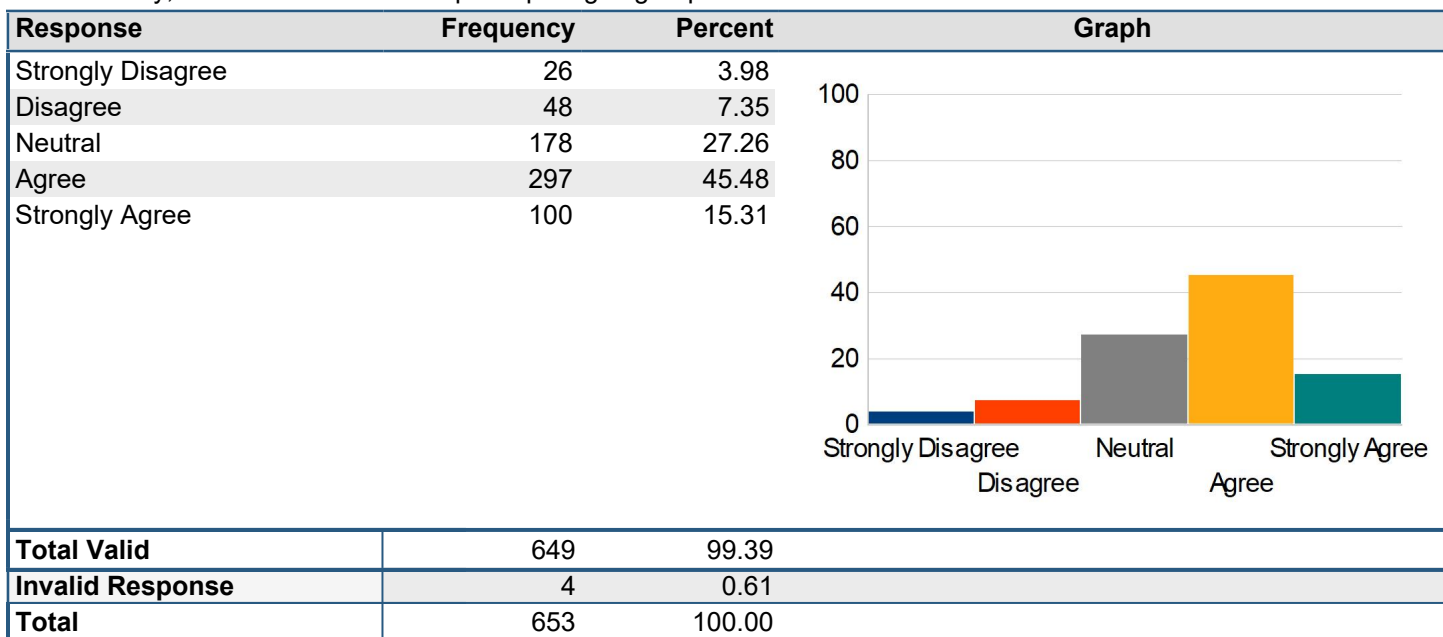 Response Frequency Percent Graph
Strongly Disagree 26 3.98
Disagree 48 7.35
Neutral 178 27.26
Agree 297 45.48
Strongly Agree 100 15.31
100
80
60
40
20
0
Strongly Disagree Neutral Strongly Agree
Disagree Agree
Total Valid 649 99.39
Invalid Response 4 0.61
Total 653 100.00